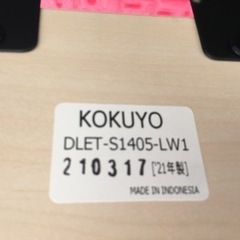 KOKUYO
DLET-S1405-LW1
210317['21年製]
MADE IN INDONESIA